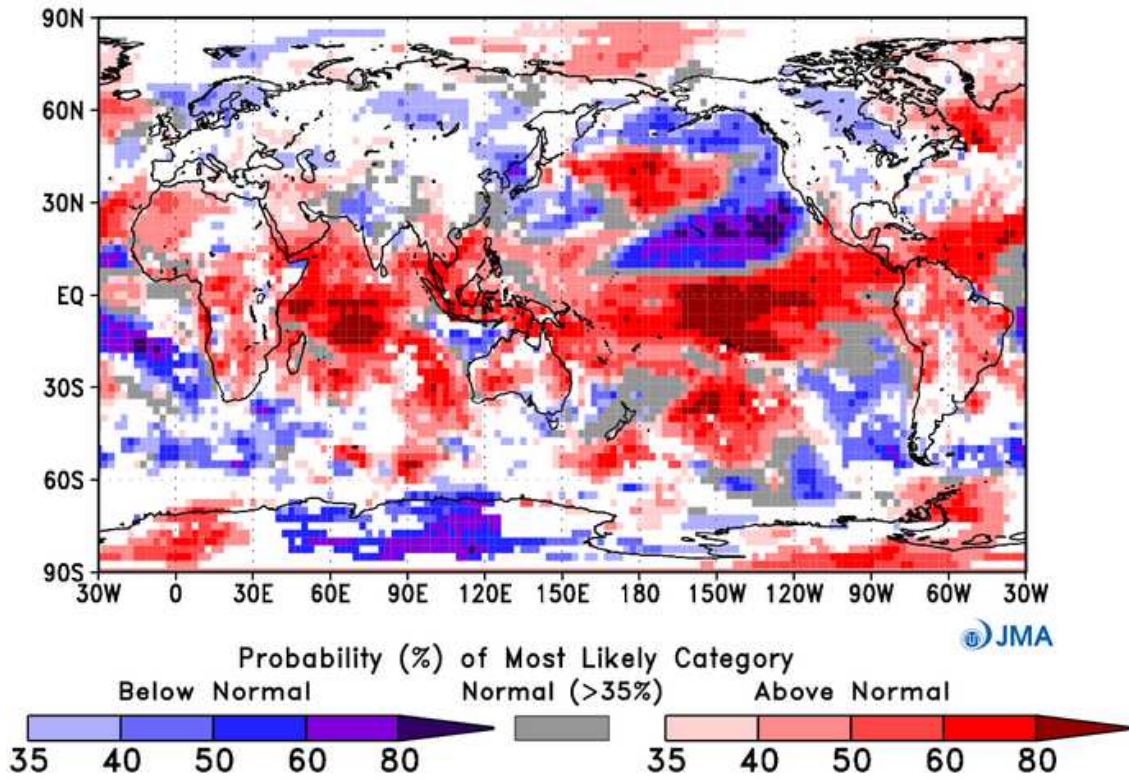 90N
60N
30N
EQ
30S
60S
90S
30W 0 30E 60E 90E 120E 150E 180 150W 120W 90W 60W 30W
JMA
Probability (%) of Most Likely Category
Below Normal Normal (>35%) Above Normal
35 40 50 60 80 35 40 50 60 80